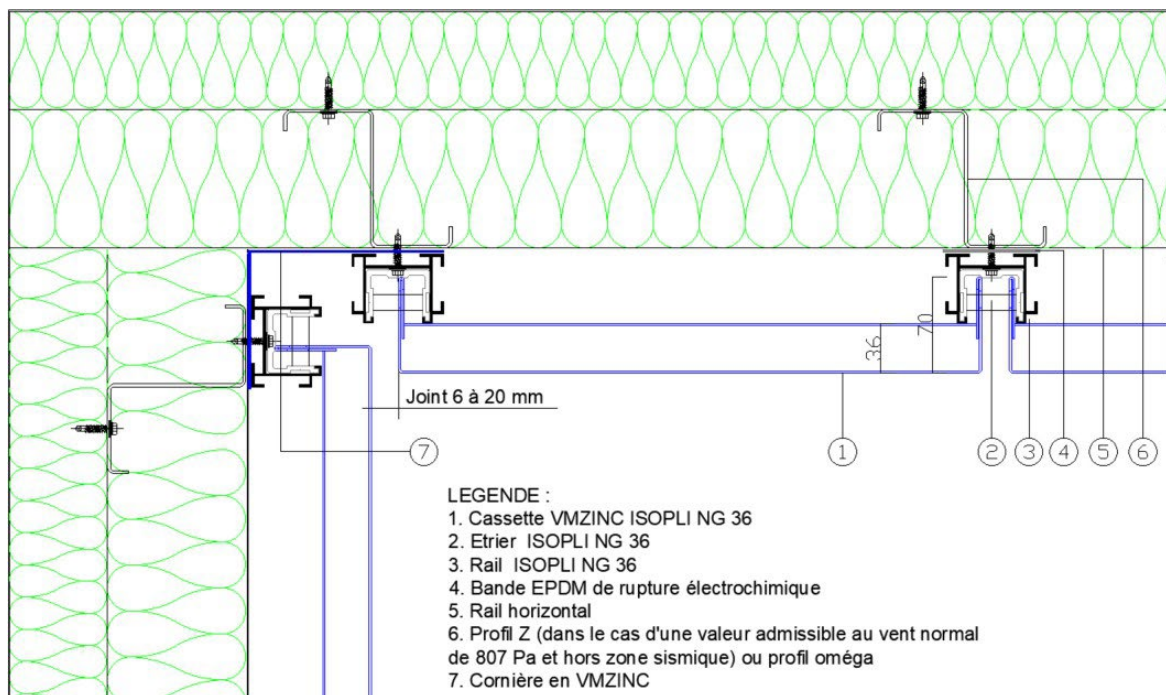 70
36
Joint 6 à 20 mm
7
1
2
3
4
5
6
LEGENDE :
1. Cassette VMZINC ISOPLI NG 36
2. Etrier ISOPLI NG 36
3. Rail ISOPLI NG 36
4. Bande EPDM de rupture électrochimique
5. Rail horizontal
6. Profil Z (dans le cas d'une valeur admissible au vent normal
de 807 Pa et hors zone sismique) ou profil oméga
7. Cornière en VMZINC